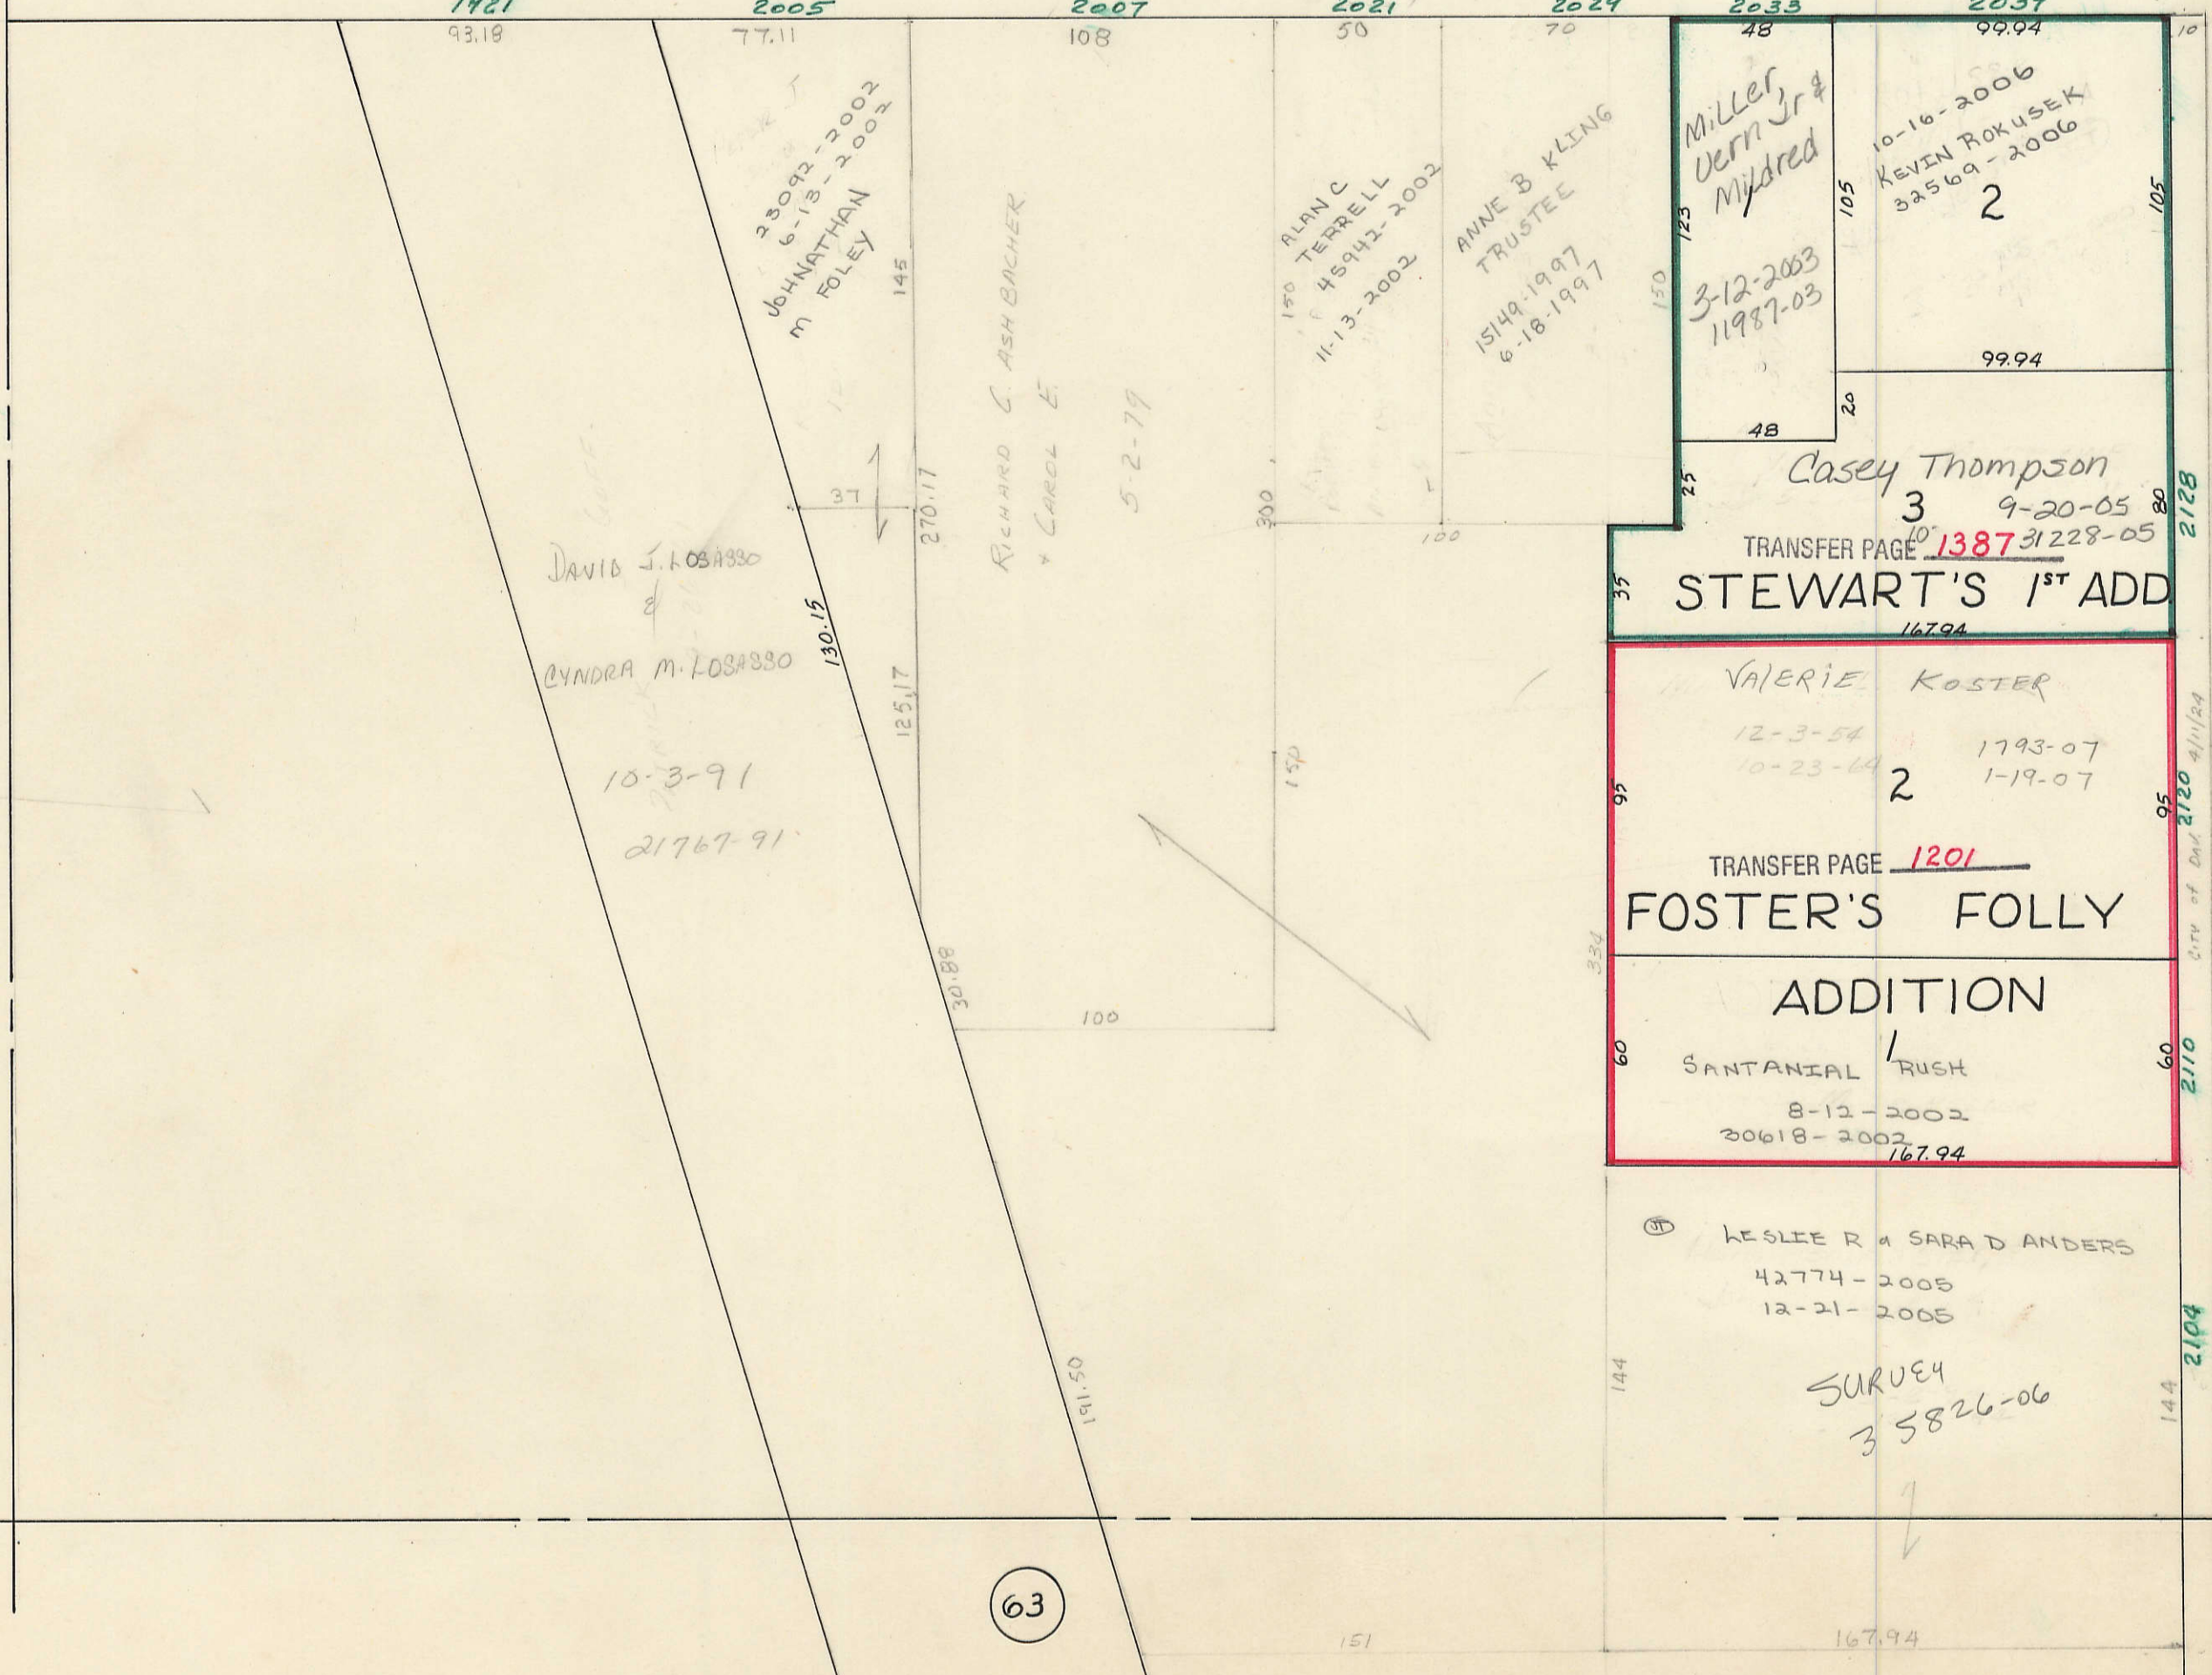 1921 2005 2007 2021 2029 2033 2037
93.18 77.11 108 50 70 48 99.94 10
23092-2002
6-13-2002
JOHNATHAN
M FOLEY
145
37
270.17
125.17
130.15
30.88
191.50
DAVID J. LOSASSO
&
CYNDRA M. LOSASSO
10-3-91
21767-91
RICHARD C. ASHBACHER
& CAROL E.
5-2-79
300
150
100
ALAN C
TERRELL
45942-2002
11-13-2002
150
ANNE B KLING
TRUSTEE
15149-1997
6-18-1997
150
100
Miller,
Vern Jr &
Mildred
3-12-2003
11987-03
123
48
105
20
10-16-2006
KEVIN ROKUSEK
32569-2006
2
105
99.94
Casey Thompson
3
9-20-05
31228-05
25
80
2128
TRANSFER PAGE 1387
STEWART'S 1ST ADD
35
167.94
VALERIE KOSTER
12-3-54
1793-07
1-19-07
2
95
95
2120
CITY OF DAV. 4/11/24
TRANSFER PAGE 1201
FOSTER'S FOLLY
334
ADDITION
1
SANTANIAL RUSH
8-12-2002
30618-2002
60
60
2110
167.94
JT LESLIE R & SARA D ANDERS
42774-2005
12-21-2005
SURVEY
35826-06
144
144
2104
63
151
167.94